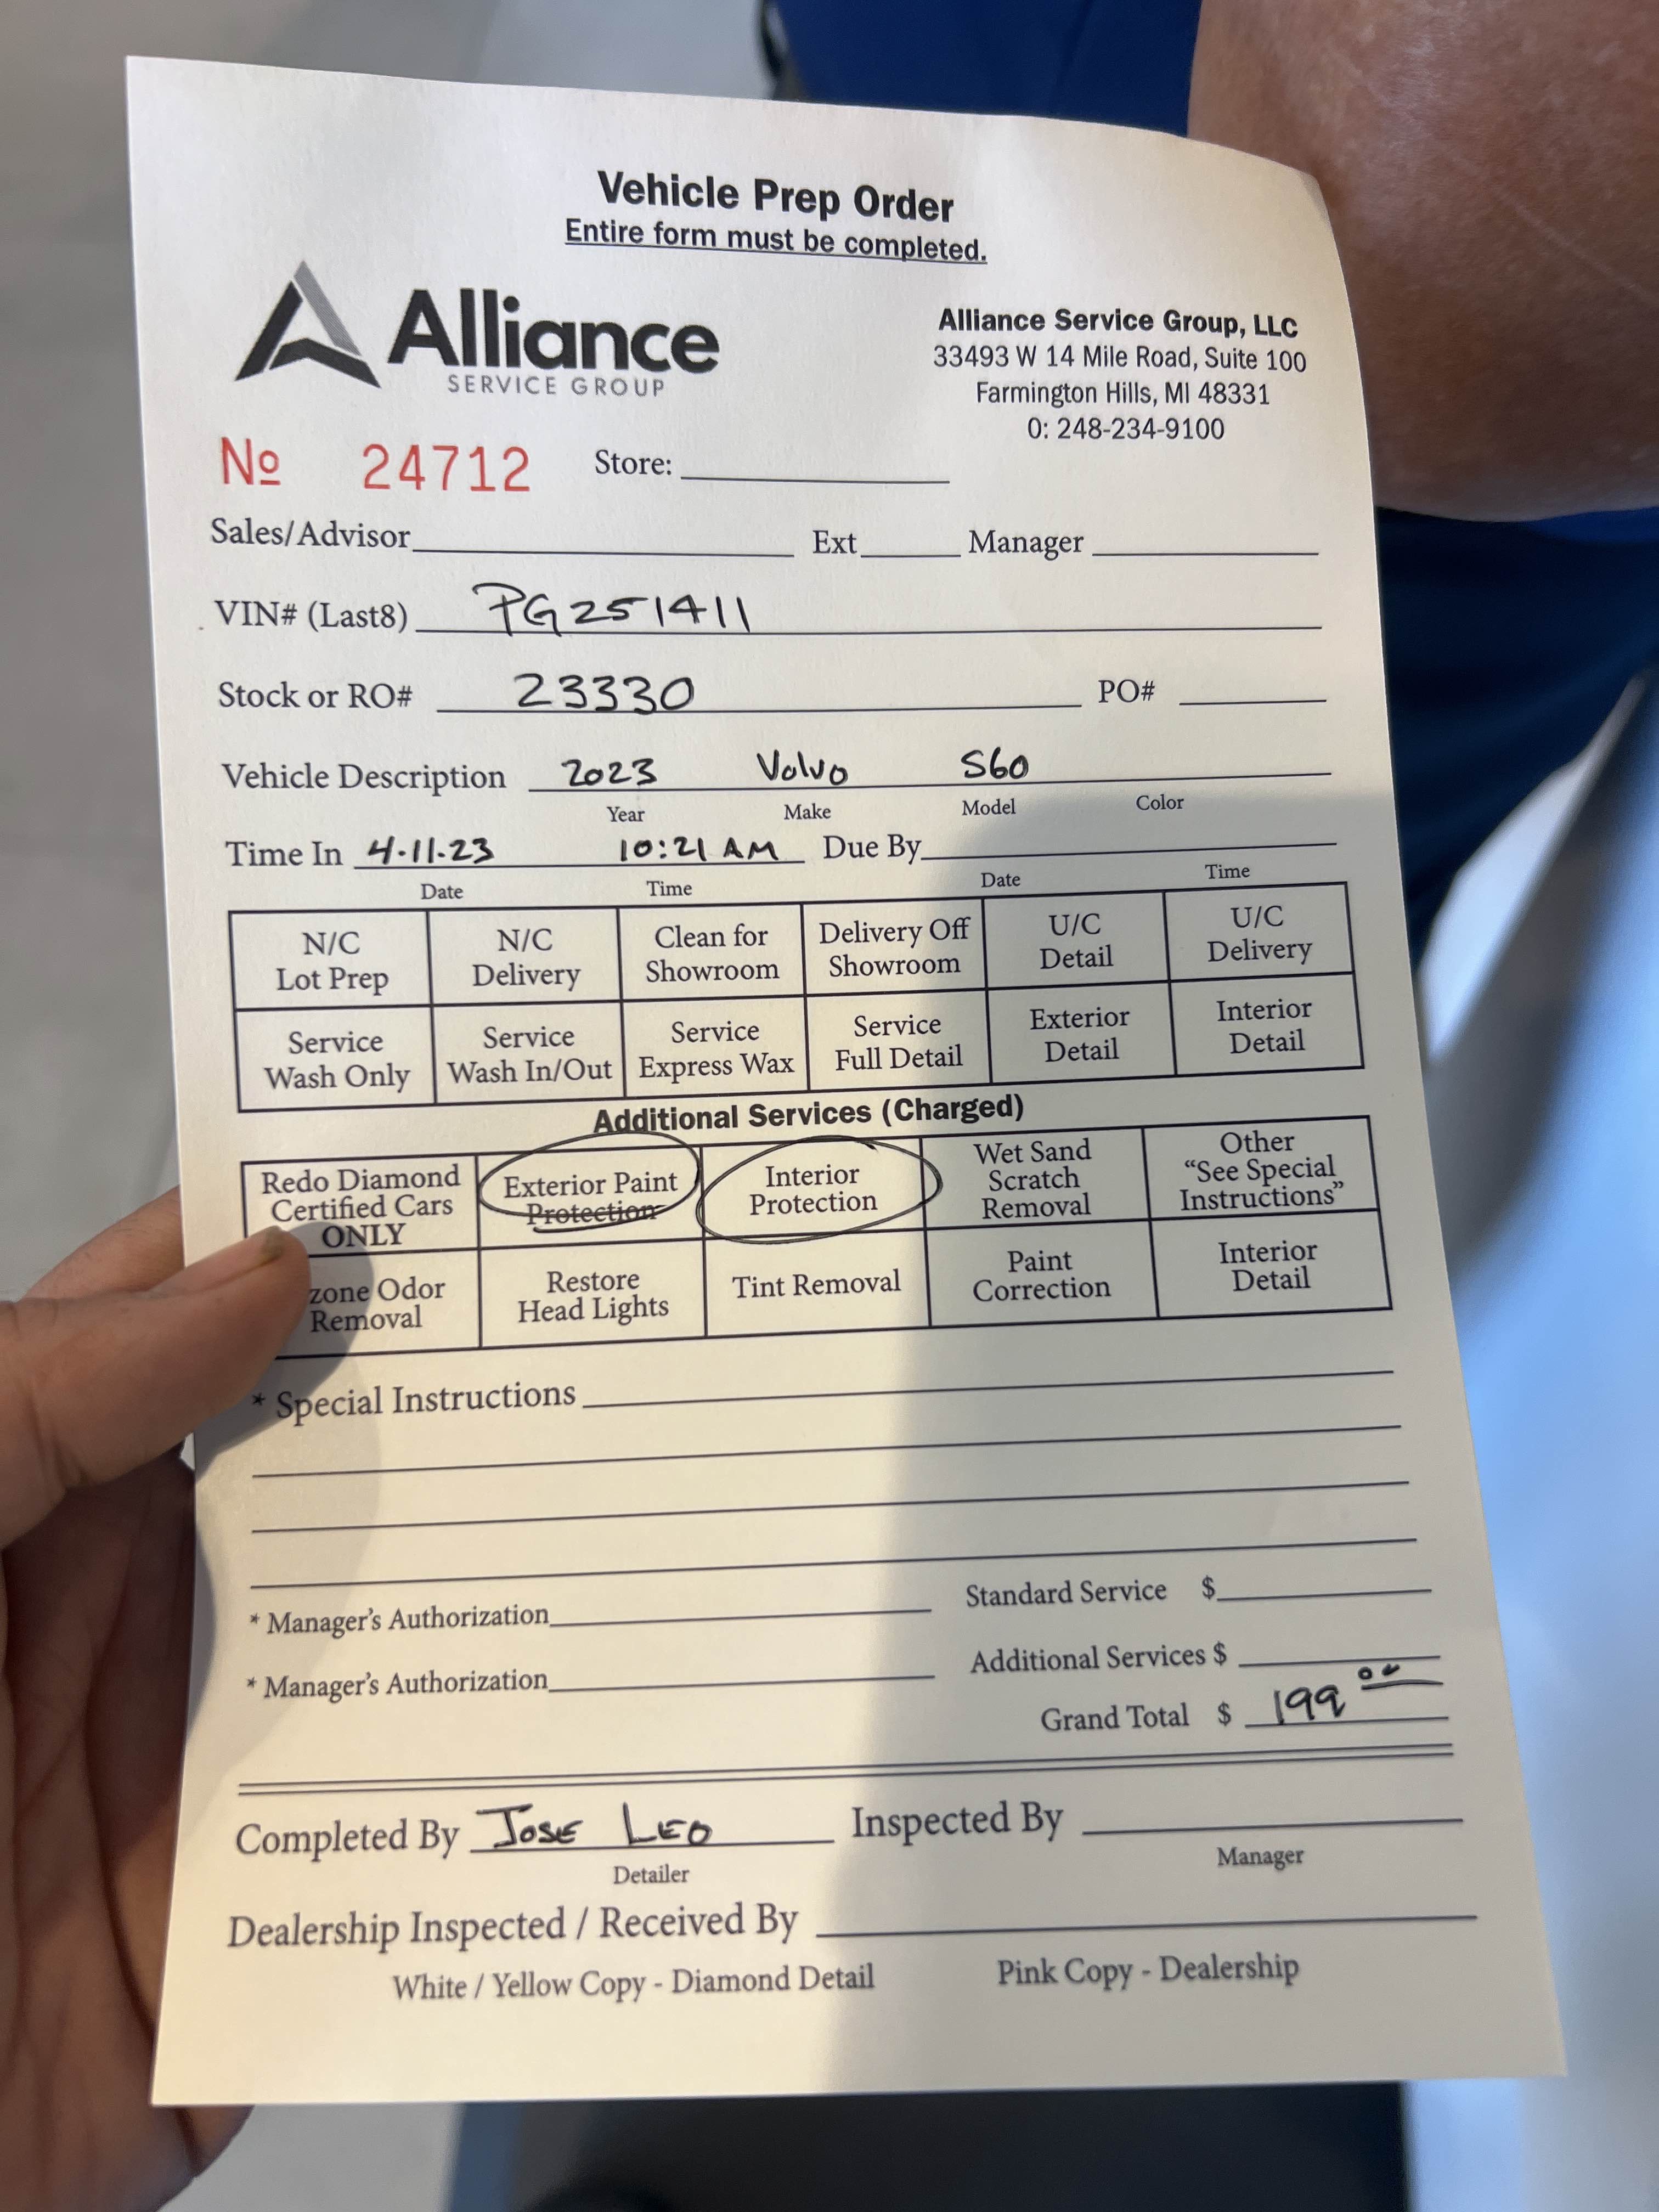 Vehicle Prep Order
Entire form must be completed.
Alliance
SERVICE GROUP
Alliance Service Group, LLC
33493 W 14 Mile Road, Suite 100
Farmington Hills, MI 48331
O: 248-234-9100
No 24712 Store:
Sales/Advisor Ext Manager
VIN# (Last8) PG251411
Stock or RO# 23330 PO#
Vehicle Description 2023 Volvo S60
Year Make Model Color
Time In 4.11.23 10:21 AM Due By
Date Time Date Time
N/C Lot Prep
N/C Delivery
Clean for Showroom
Delivery Off Showroom
U/C Detail
U/C Delivery
Service Wash Only
Service Wash In/Out
Service Express Wax
Service Full Detail
Exterior Detail
Interior Detail
Additional Services (Charged)
Redo Diamond Certified Cars ONLY
Exterior Paint Protection
Interior Protection
Wet Sand Scratch Removal
Other "See Special Instructions"
zone Odor Removal
Restore Head Lights
Tint Removal
Paint Correction
Interior Detail
* Special Instructions
* Manager's Authorization Standard Service $
* Manager's Authorization Additional Services $
Grand Total $ 199 00
Completed By Jose Leo Inspected By
Detailer Manager
Dealership Inspected / Received By
White / Yellow Copy - Diamond Detail Pink Copy - Dealership